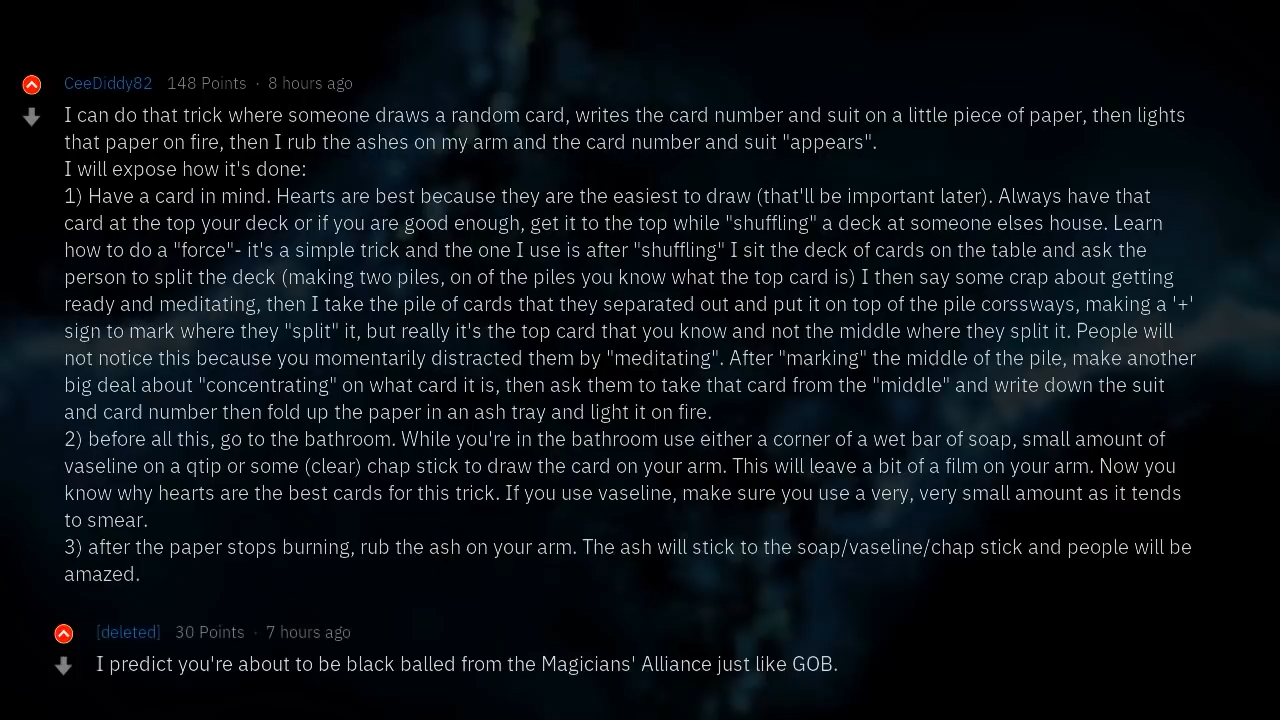 CeeDiddy82 148 Points · 8 hours ago
I can do that trick where someone draws a random card, writes the card number and suit on a little piece of paper, then lights
that paper on fire, then I rub the ashes on my arm and the card number and suit "appears".
I will expose how it's done:
1) Have a card in mind. Hearts are best because they are the easiest to draw (that'll be important later). Always have that
card at the top your deck or if you are good enough, get it to the top while "shuffling" a deck at someone elses house. Learn
how to do a "force"- it's a simple trick and the one I use is after "shuffling" I sit the deck of cards on the table and ask the
person to split the deck (making two piles, on of the piles you know what the top card is) I then say some crap about getting
ready and meditating, then I take the pile of cards that they separated out and put it on top of the pile corssways, making a '+'
sign to mark where they "split" it, but really it's the top card that you know and not the middle where they split it. People will
not notice this because you momentarily distracted them by "meditating". After "marking" the middle of the pile, make another
big deal about "concentrating" on what card it is, then ask them to take that card from the "middle" and write down the suit
and card number then fold up the paper in an ash tray and light it on fire.
2) before all this, go to the bathroom. While you're in the bathroom use either a corner of a wet bar of soap, small amount of
vaseline on a qtip or some (clear) chap stick to draw the card on your arm. This will leave a bit of a film on your arm. Now you
know why hearts are the best cards for this trick. If you use vaseline, make sure you use a very, very small amount as it tends
to smear.
3) after the paper stops burning, rub the ash on your arm. The ash will stick to the soap/vaseline/chap stick and people will be
amazed.
[deleted] 30 Points · 7 hours ago
I predict you're about to be black balled from the Magicians' Alliance just like GOB.